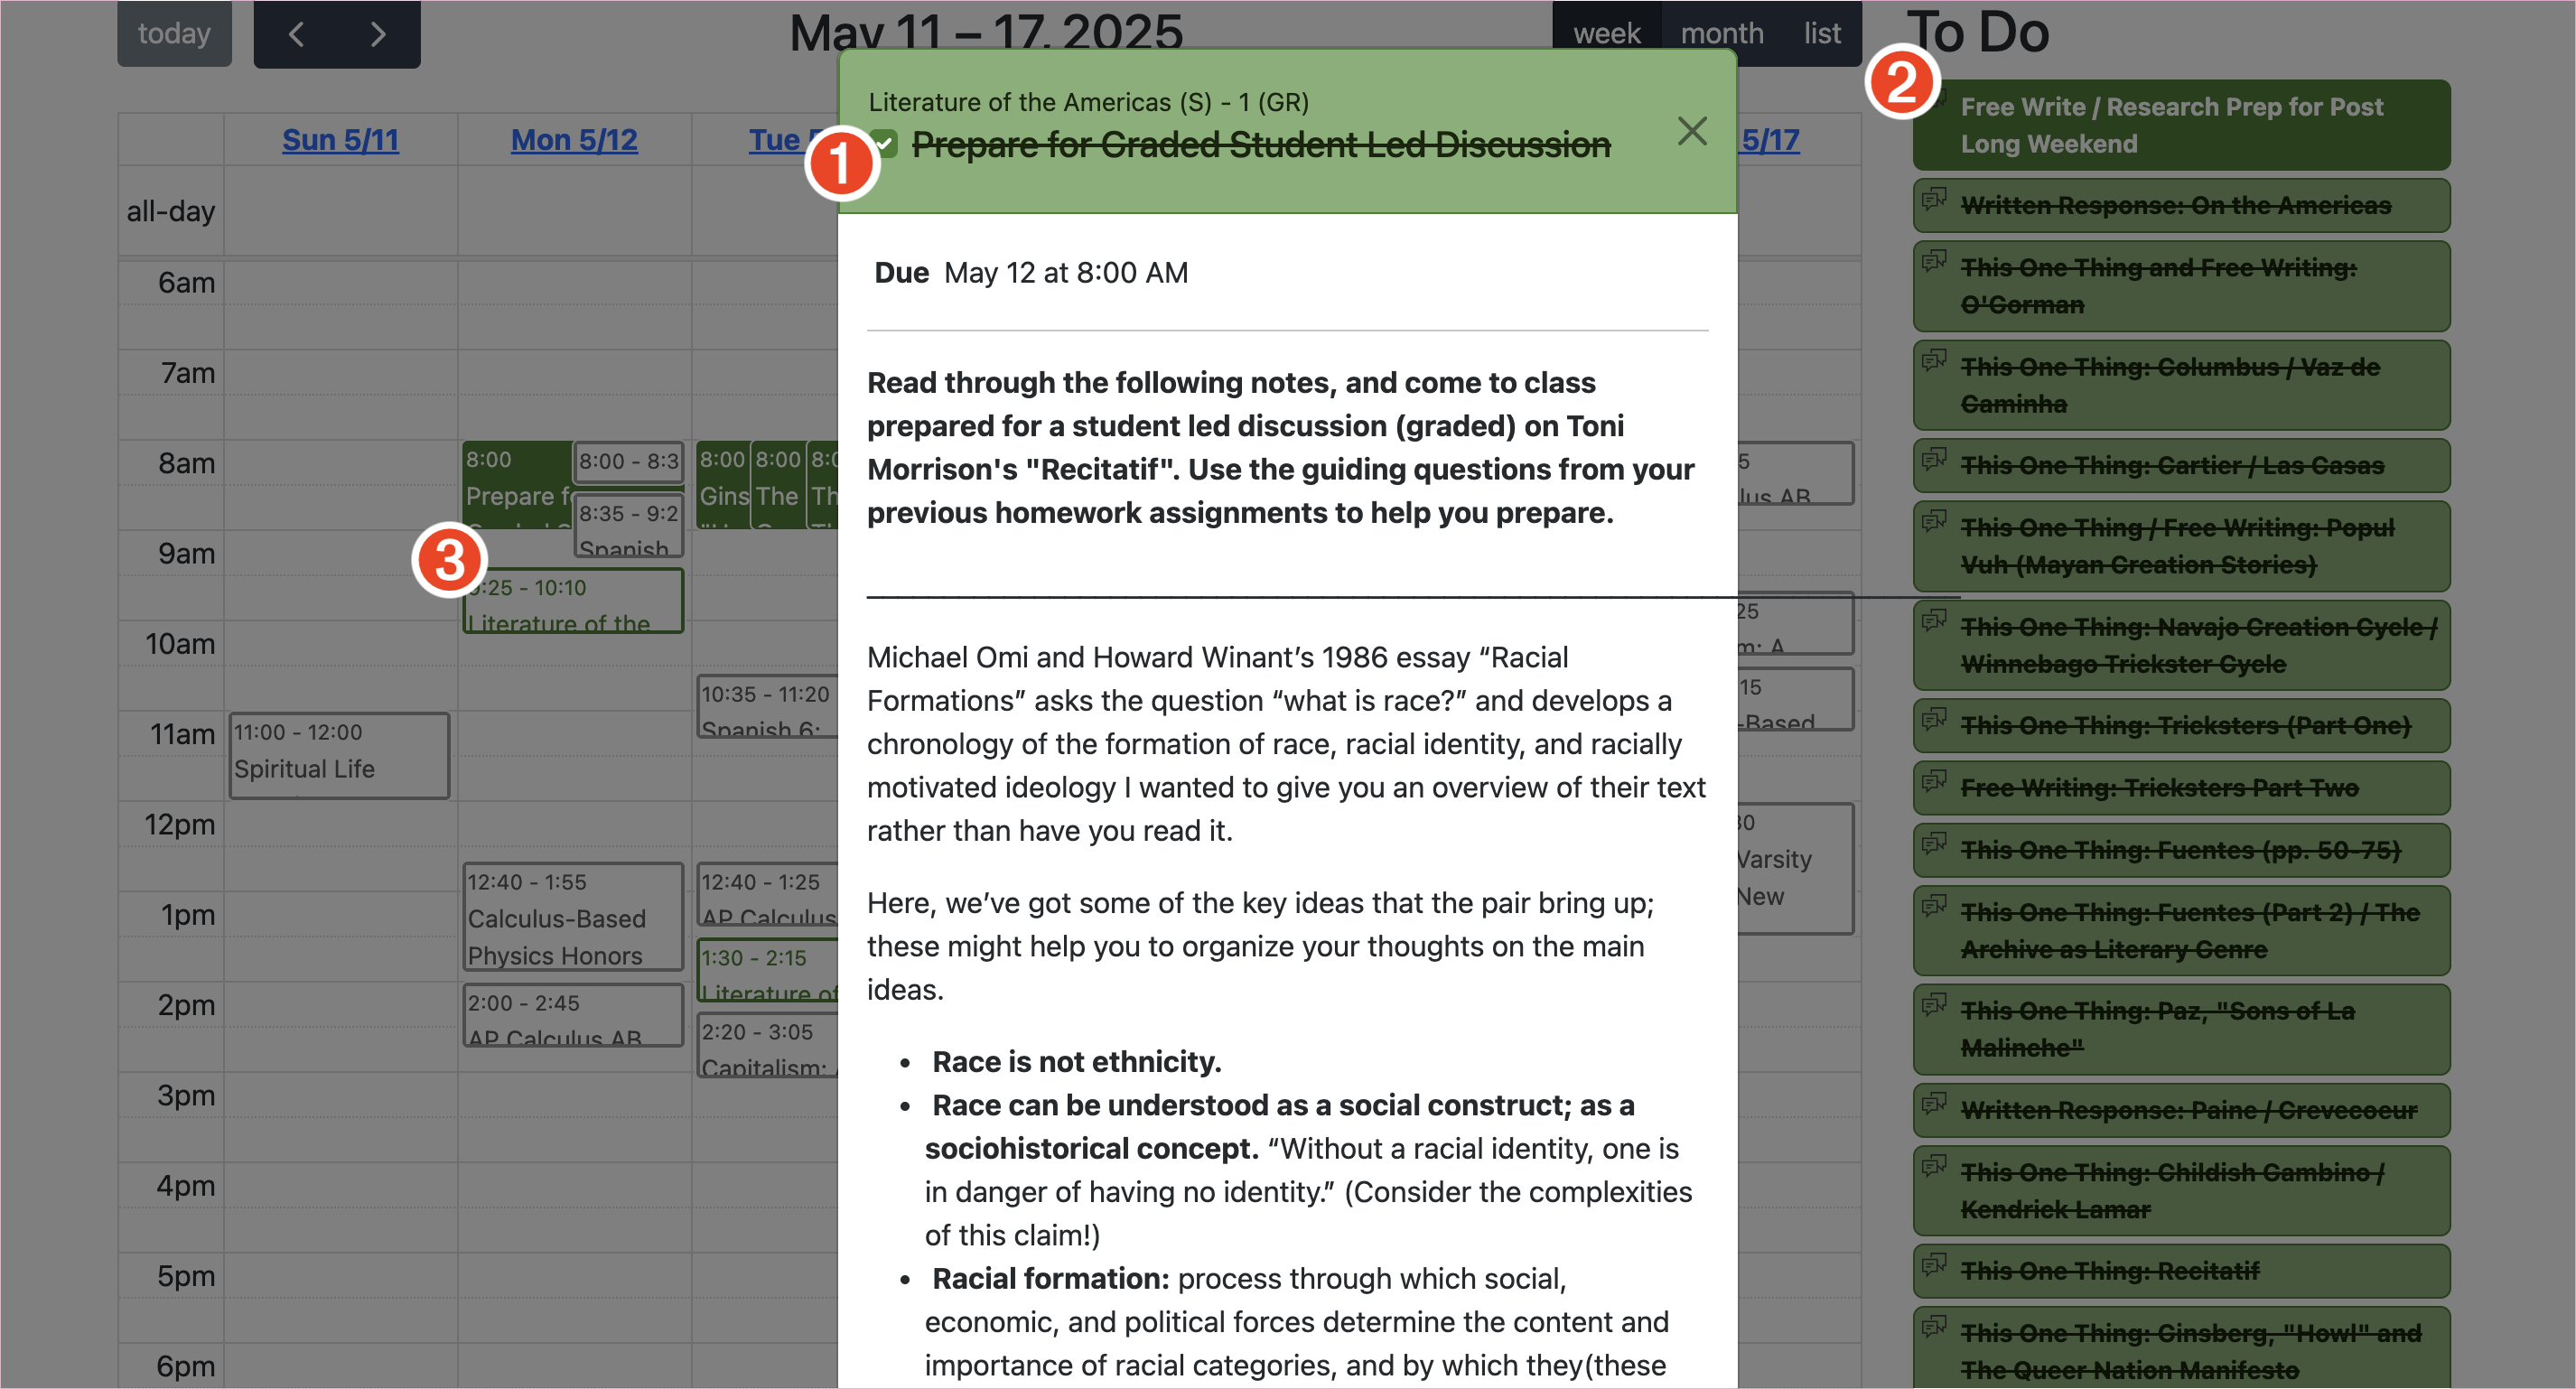 today
May 11 – 17, 2025
week month list
To Do
Sun 5/11
Mon 5/12
Tue 5
5/17
all-day
6am
7am
8am
9am
10am
11am
12pm
1pm
2pm
3pm
4pm
5pm
6pm
11:00 - 12:00
Spiritual Life
8:00
Prepare f
8:00 - 8:3
8:35 - 9:2
Spanish
3
9:25 - 10:10
Literature of the
12:40 - 1:55
Calculus-Based
Physics Honors
2:00 - 2:45
AP Calculus AB
8:00
Gins
8:00
The
8:0
Th
10:35 - 11:20
Spanish 6:
12:40 - 1:25
AP Calculus
1:30 - 2:15
Literature of
2:20 - 3:05
Capitalism:
1
Literature of the Americas (S) - 1 (GR)
Prepare for Graded Student Led Discussion
Due May 12 at 8:00 AM
Read through the following notes, and come to class
prepared for a student led discussion (graded) on Toni
Morrison's "Recitatif". Use the guiding questions from your
previous homework assignments to help you prepare.
Michael Omi and Howard Winant’s 1986 essay “Racial
Formations” asks the question “what is race?” and develops a
chronology of the formation of race, racial identity, and racially
motivated ideology I wanted to give you an overview of their text
rather than have you read it.
Here, we’ve got some of the key ideas that the pair bring up;
these might help you to organize your thoughts on the main
ideas.
• Race is not ethnicity.
• Race can be understood as a social construct; as a
sociohistorical concept. “Without a racial identity, one is
in danger of having no identity.” (Consider the complexities
of this claim!)
• Racial formation: process through which social,
economic, and political forces determine the content and
importance of racial categories, and by which they(these
5
lus AB
25
m: A
15
-Based
30
Varsity
New
2
Free Write / Research Prep for Post
Long Weekend
Written Response: On the Americas
This One Thing and Free Writing:
O'Gorman
This One Thing: Columbus / Vaz de
Caminha
This One Thing: Cartier / Las Casas
This One Thing / Free Writing: Popul
Vuh (Mayan Creation Stories)
This One Thing: Navajo Creation Cycle /
Winnebago Trickster Cycle
This One Thing: Tricksters (Part One)
Free Writing: Tricksters Part Two
This One Thing: Fuentes (pp. 50-75)
This One Thing: Fuentes (Part 2) / The
Archive as Literary Genre
This One Thing: Paz, "Sons of La
Malinche"
Written Response: Paine / Crevecoeur
This One Thing: Childish Gambino /
Kendrick Lamar
This One Thing: Recitatif
This One Thing: Ginsberg, "Howl" and
The Queer Nation Manifesto